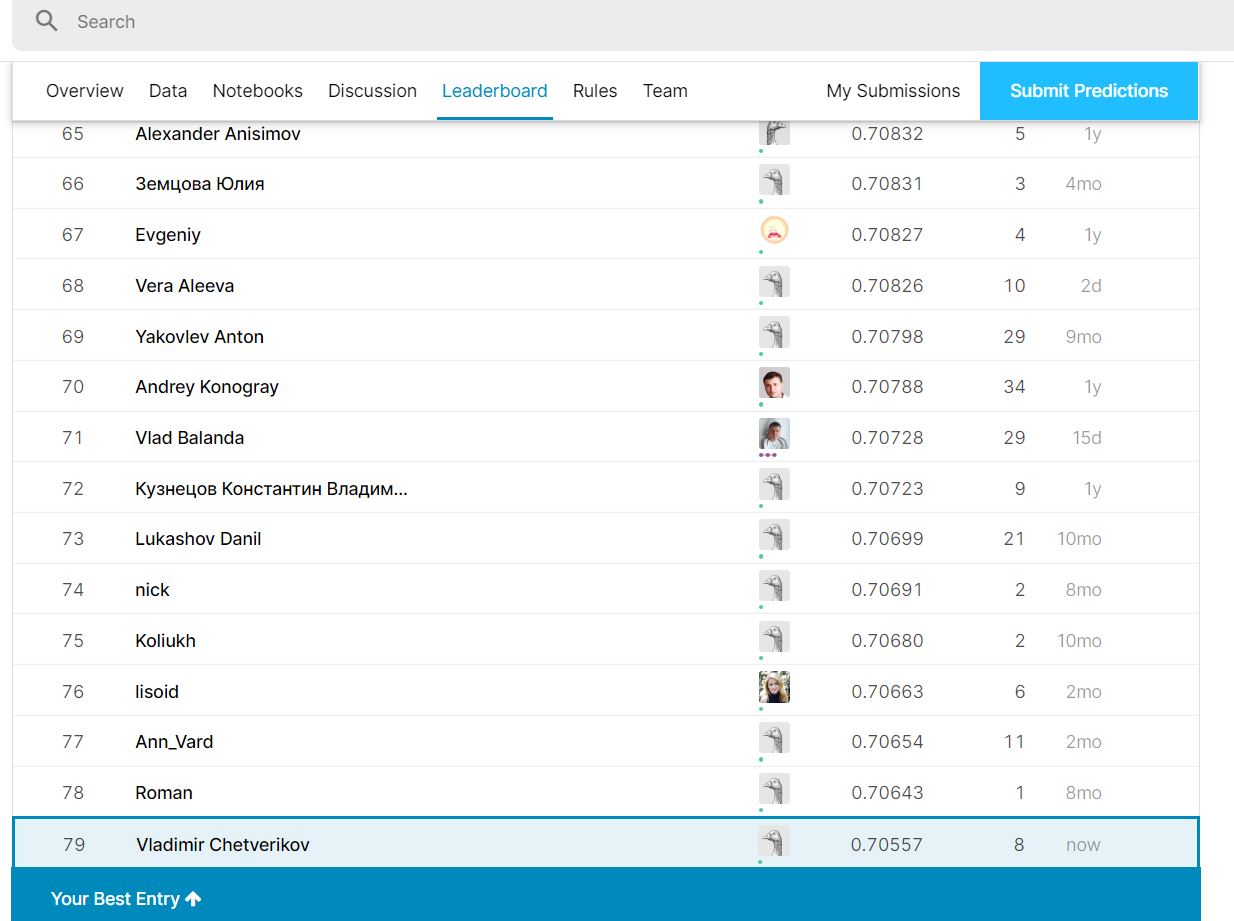 Search
Overview Data Notebooks Discussion Leaderboard Rules Team My Submissions Submit Predictions
65 Alexander Anisimov 0.70832 5 1y
66 Земцова Юлия 0.70831 3 4mo
67 Evgeniy 0.70827 4 1y
68 Vera Aleeva 0.70826 10 2d
69 Yakovlev Anton 0.70798 29 9mo
70 Andrey Konogray 0.70788 34 1y
71 Vlad Balanda 0.70728 29 15d
72 Кузнецов Константин Владим... 0.70723 9 1y
73 Lukashov Danil 0.70699 21 10mo
74 nick 0.70691 2 8mo
75 Koliukh 0.70680 2 10mo
76 lisoid 0.70663 6 2mo
77 Ann_Vard 0.70654 11 2mo
78 Roman 0.70643 1 8mo
79 Vladimir Chetverikov 0.70557 8 now
Your Best Entry